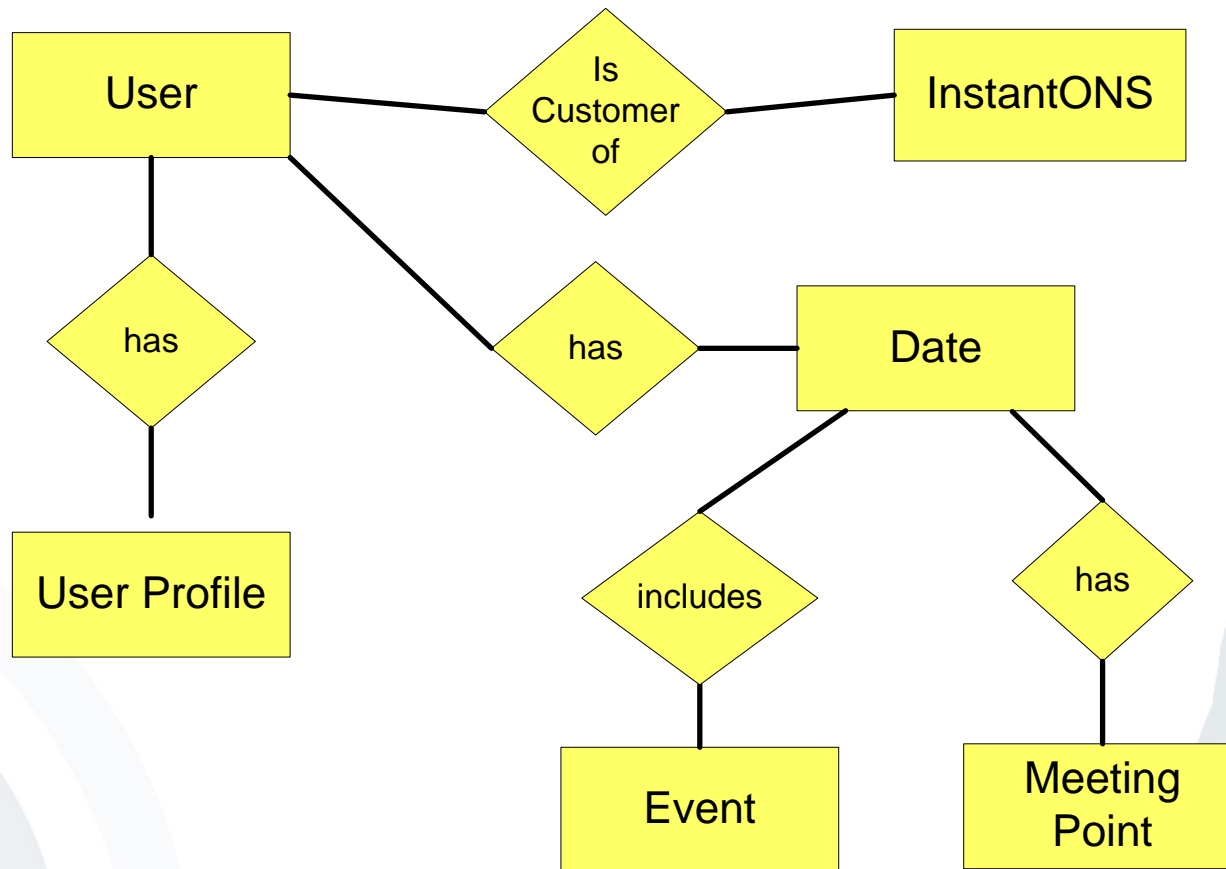 User
Is
Customer
of
InstantONS
has
has
Date
User Profile
includes
has
Event
Meeting
Point